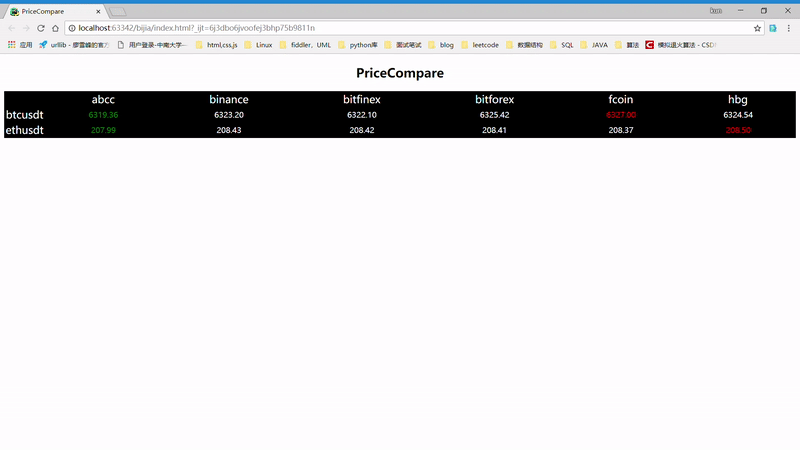 PriceCompare
localhost:63342/bijia/index.html?_ijt=6j3dbo6jvoofej3bhp75b9811n
应用 urllib - 廖雪峰的官方 用户登录-中南大学— html,css,js Linux fiddler、UML python库 面试笔试 blog leetcode 数据结构 SQL JAVA 算法 模拟退火算法 - CSDN
PriceCompare
abcc binance bitfinex bitforex fcoin hbg
btcusdt 6319.36 6323.20 6322.10 6325.42 6327.00 6324.54
ethusdt 207.99 208.43 208.42 208.41 208.37 208.50